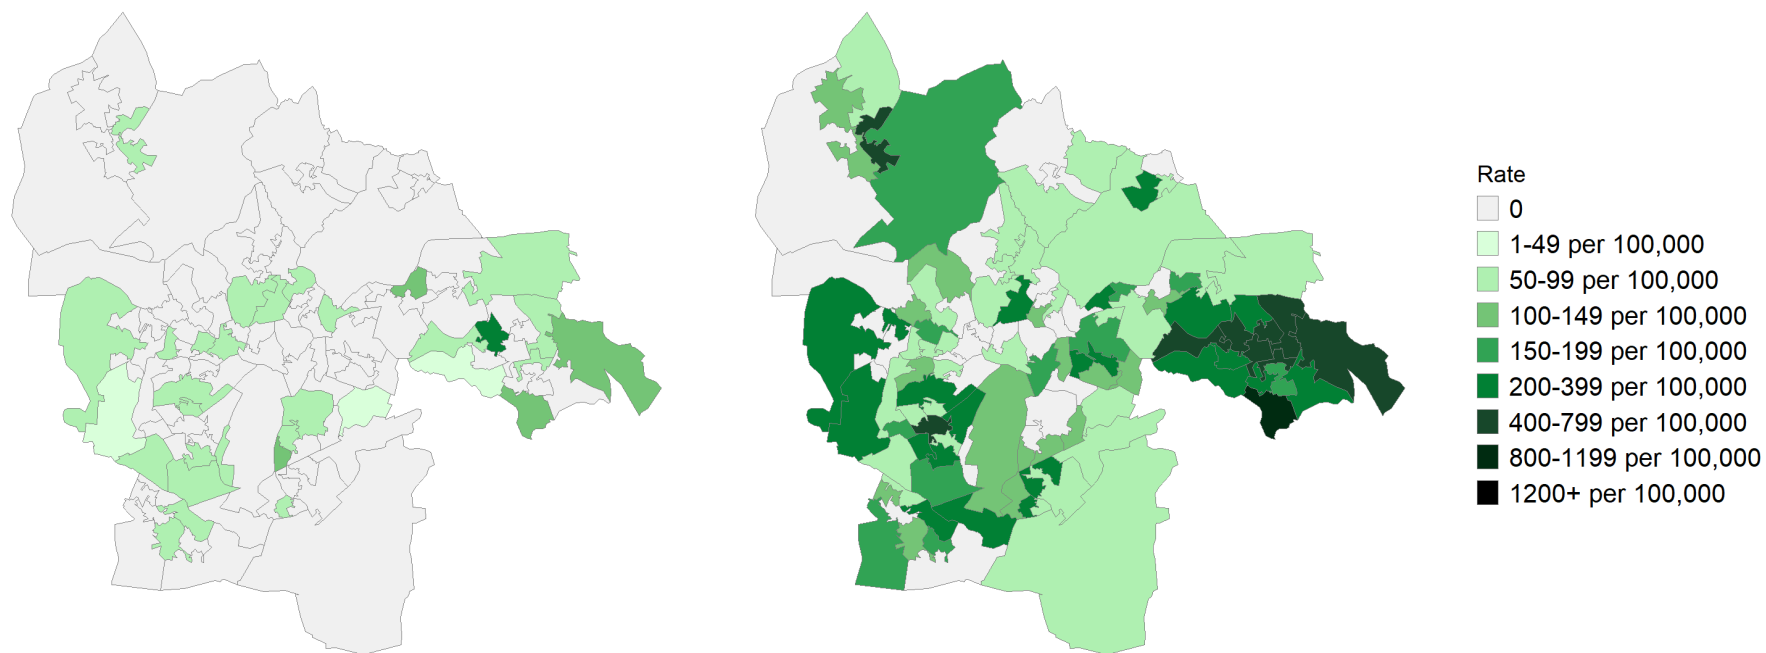 Rate
0
1-49 per 100,000
50-99 per 100,000
100-149 per 100,000
150-199 per 100,000
200-399 per 100,000
400-799 per 100,000
800-1199 per 100,000
1200+ per 100,000